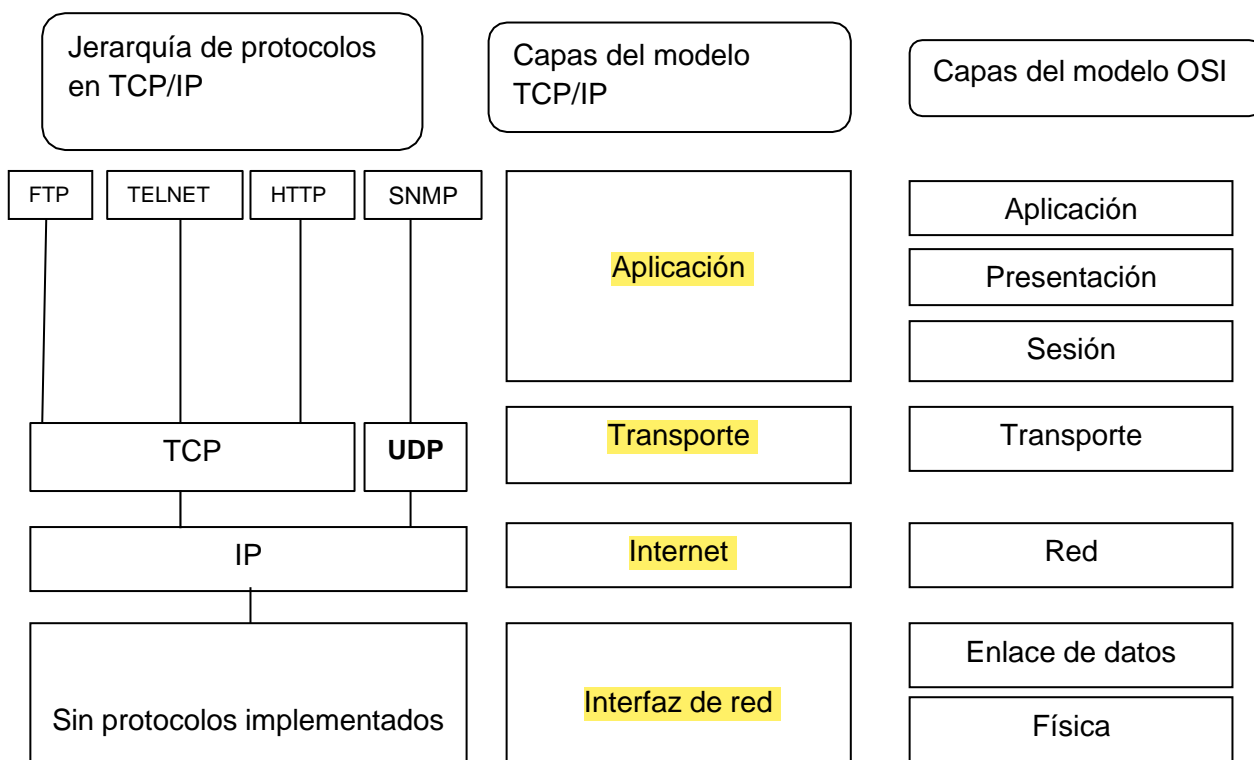 Jerarquía de protocolos
en TCP/IP
Capas del modelo
TCP/IP
Capas del modelo OSI
FTP
TELNET
HTTP
SNMP
Aplicación
Aplicación
Presentación
Sesión
TCP
UDP
Transporte
Transporte
IP
Internet
Red
Sin protocolos implementados
Interfaz de red
Enlace de datos
Física